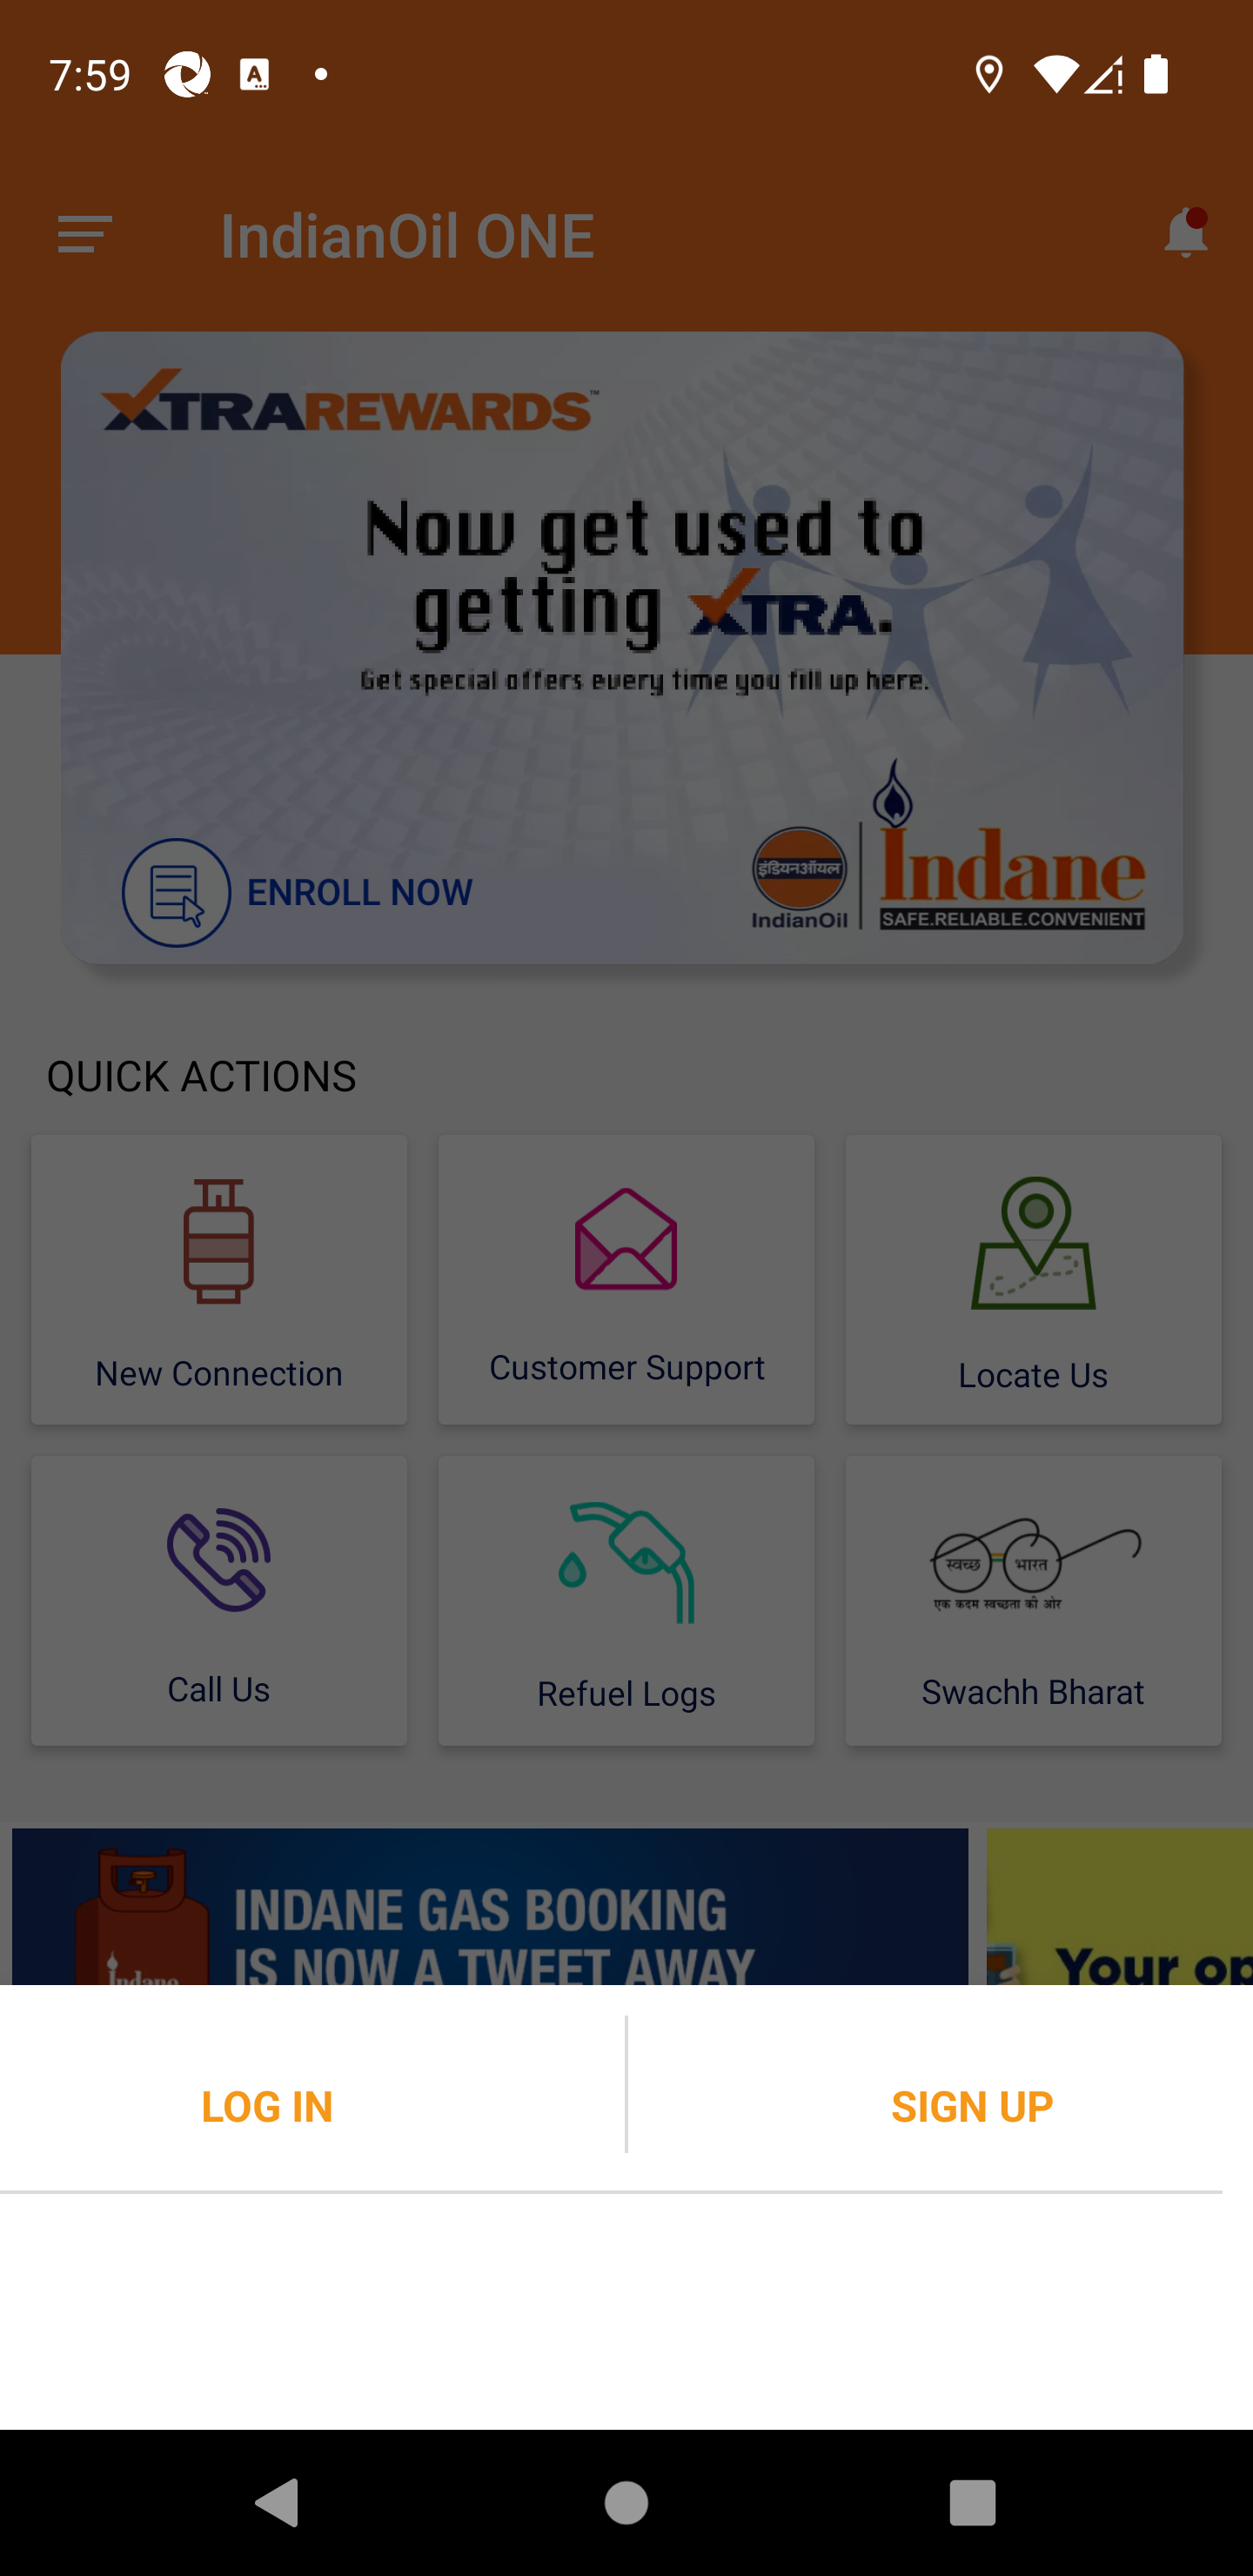 7:59
IndianOil ONE
XTRAREWARDS™
Now get used to
getting XTRA.
Get special offers every time you fill up here.
ENROLL NOW
इंडियनऑयल
IndianOil
Indane
SAFE.RELIABLE.CONVENIENT
QUICK ACTIONS
New Connection
Customer Support
Locate Us
स्वच्छ भारत
एक कदम स्वच्छता की ओर
Call Us
Refuel Logs
Swachh Bharat
INDANE GAS BOOKING
IS NOW A TWEET AWAY
Indane
Your op
LOG IN
SIGN UP